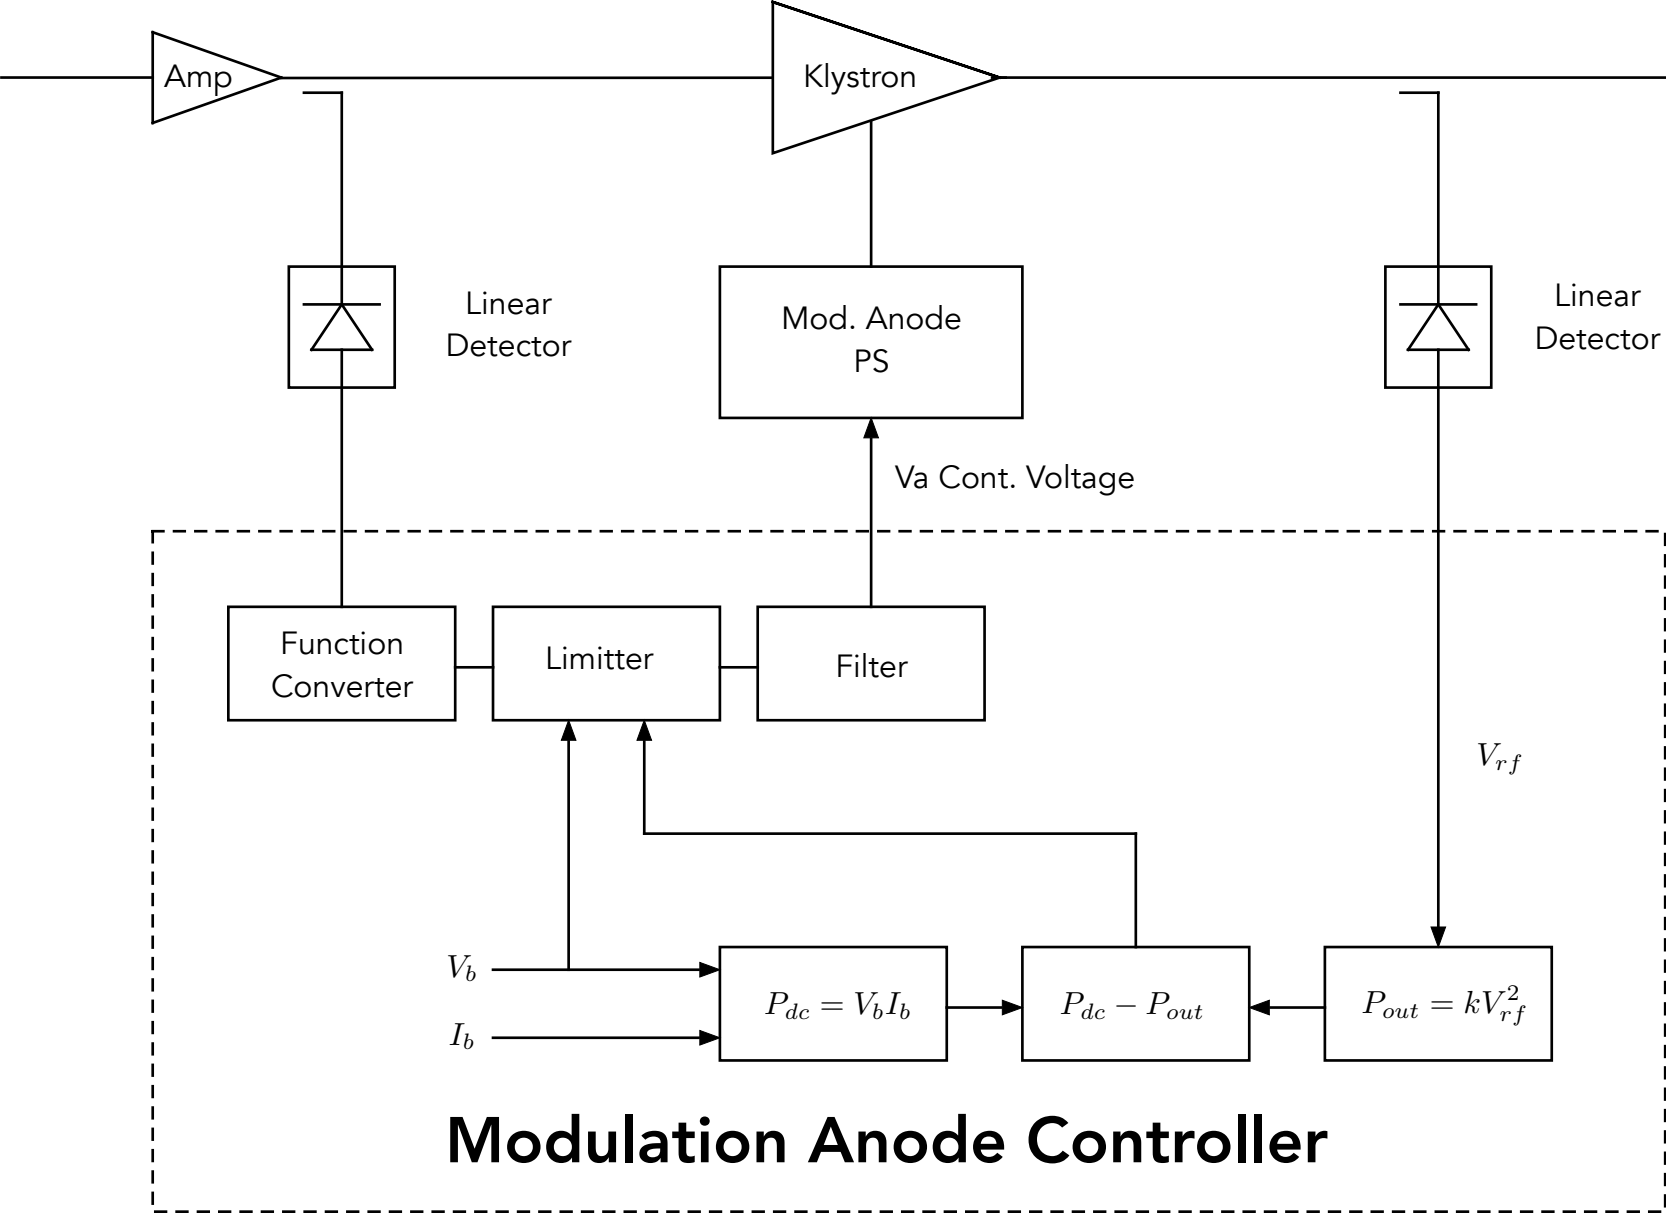 Amp
Klystron
Linear
Detector
Mod. Anode
PS
Linear
Detector
Va Cont. Voltage
Function
Converter
Limitter
Filter
V_{rf}
V_b
I_b
P_{dc} = V_b I_b
P_{dc} − P_{out}
P_{out} = kV_{rf}^2
Modulation Anode Controller